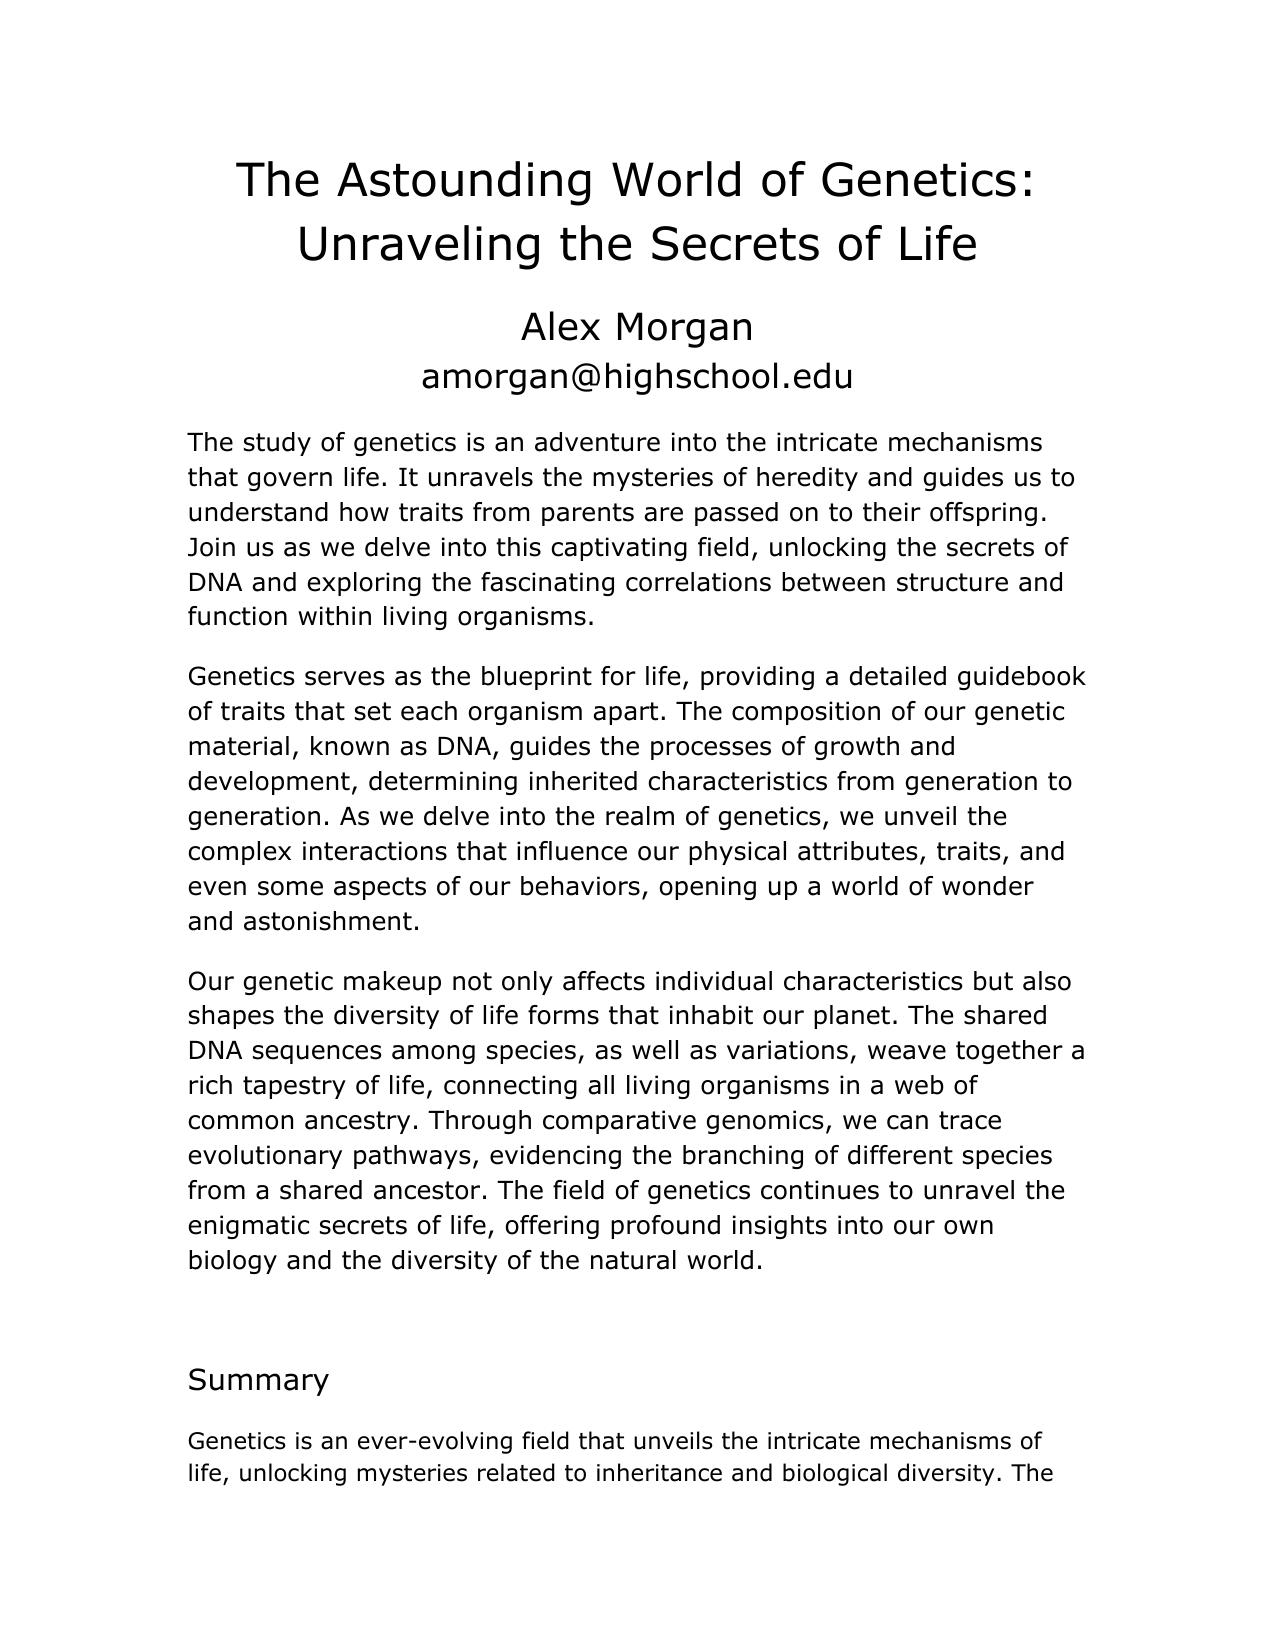 The Astounding World of Genetics:
Unraveling the Secrets of Life
Alex Morgan
amorgan@highschool.edu
The study of genetics is an adventure into the intricate mechanisms
that govern life. It unravels the mysteries of heredity and guides us to
understand how traits from parents are passed on to their offspring.
Join us as we delve into this captivating field, unlocking the secrets of
DNA and exploring the fascinating correlations between structure and
function within living organisms.
Genetics serves as the blueprint for life, providing a detailed guidebook
of traits that set each organism apart. The composition of our genetic
material, known as DNA, guides the processes of growth and
development, determining inherited characteristics from generation to
generation. As we delve into the realm of genetics, we unveil the
complex interactions that influence our physical attributes, traits, and
even some aspects of our behaviors, opening up a world of wonder
and astonishment.
Our genetic makeup not only affects individual characteristics but also
shapes the diversity of life forms that inhabit our planet. The shared
DNA sequences among species, as well as variations, weave together a
rich tapestry of life, connecting all living organisms in a web of
common ancestry. Through comparative genomics, we can trace
evolutionary pathways, evidencing the branching of different species
from a shared ancestor. The field of genetics continues to unravel the
enigmatic secrets of life, offering profound insights into our own
biology and the diversity of the natural world.
Summary
Genetics is an ever-evolving field that unveils the intricate mechanisms of
life, unlocking mysteries related to inheritance and biological diversity. The